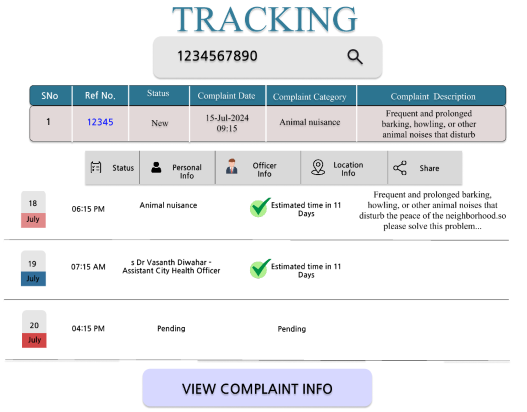 TRACKING
1234567890
SNo Ref No. Status Complaint Date Complaint Category Complaint Description
1 12345 New 15-Jul-2024 09:15 Animal nuisance Frequent and prolonged
barking, howling, or other
animal noises that disturb
Status Personal Info Officer Info Location Info Share
18 July 06:15 PM Animal nuisance Estimated time in 11 Days
Frequent and prolonged barking,
howling, or other animal noises that
disturb the peace of the neighborhood.so
please solve this problem...
19 July 07:15 AM s Dr Vasanth Diwahar -
Assistant City Health Officer
Estimated time in 11 Days
20 July 04:15 PM Pending Pending
VIEW COMPLAINT INFO